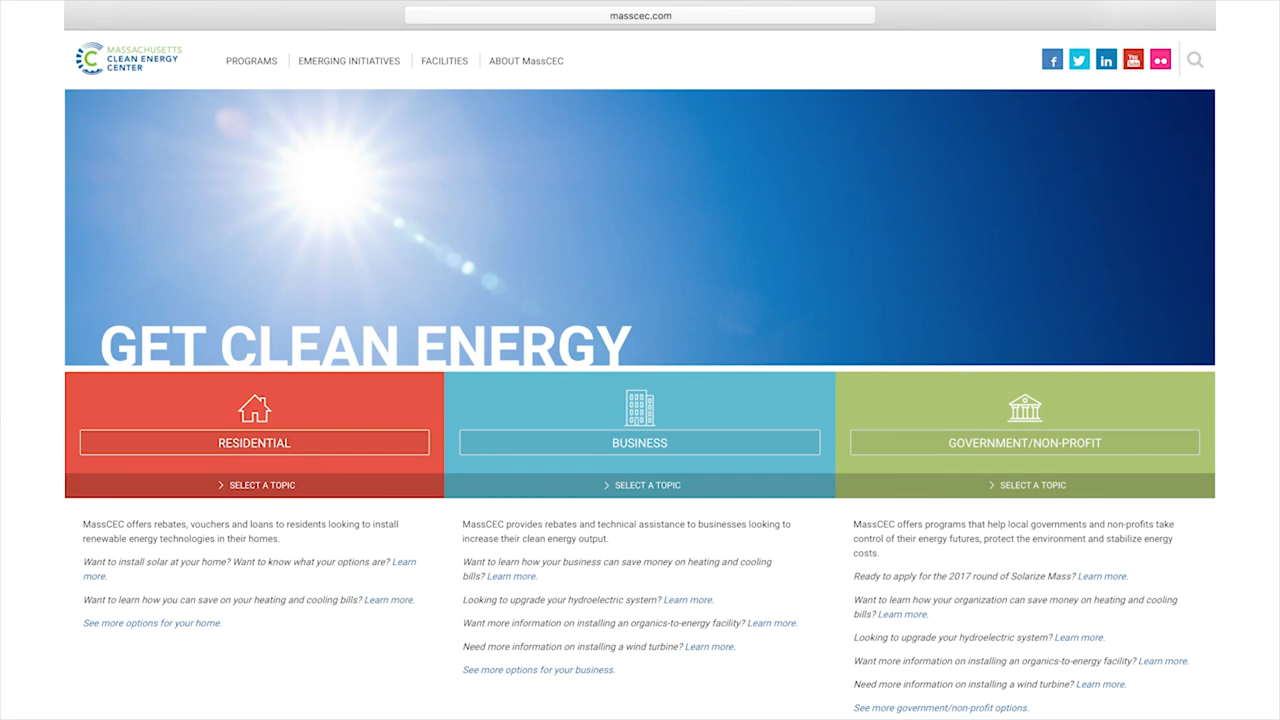 masscec.com
MASSACHUSETTS
CLEAN ENERGY
CENTER
PROGRAMS
EMERGING INITIATIVES
FACILITIES
ABOUT MassCEC
f
in
You
Tube
GET CLEAN ENERGY
RESIDENTIAL
SELECT A TOPIC
MassCEC offers rebates, vouchers and loans to residents looking to install
renewable energy technologies in their homes.
Want to install solar at your home? Want to know what your options are? Learn
more.
Want to learn how you can save on your heating and cooling bills? Learn more.
See more options for your home.
BUSINESS
SELECT A TOPIC
MassCEC provides rebates and technical assistance to businesses looking to
increase their clean energy output.
Want to learn how your business can save money on heating and cooling
bills? Learn more.
Looking to upgrade your hydroelectric system? Learn more.
Want more information on installing an organics-to-energy facility? Learn more.
Need more information on installing a wind turbine? Learn more.
See more options for your business.
GOVERNMENT/NON-PROFIT
SELECT A TOPIC
MassCEC offers programs that help local governments and non-profits take
control of their energy futures, protect the environment and stabilize energy
costs.
Ready to apply for the 2017 round of Solarize Mass? Learn more.
Want to learn how your organization can save money on heating and cooling
bills? Learn more.
Looking to upgrade your hydroelectric system? Learn more.
Want more information on installing an organics-to-energy facility? Learn more.
Need more information on installing a wind turbine? Learn more.
See more government/non-profit options.